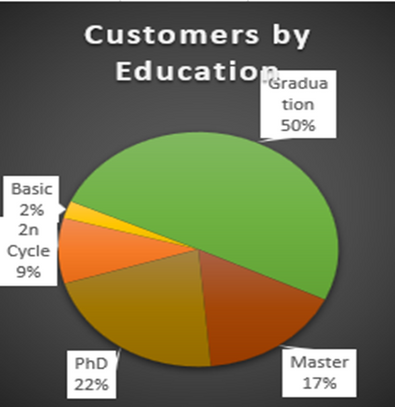 Customers by
Education
Gradua
tion
50%
Basic
2%
2n
Cycle
9%
PhD
22%
Master
17%